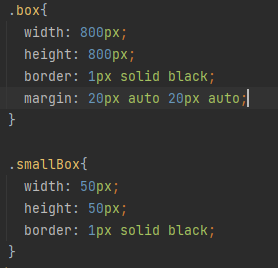 .box{
  width: 800px;
  height: 800px;
  border: 1px solid black;
  margin: 20px auto 20px auto;
}

.smallBox{
  width: 50px;
  height: 50px;
  border: 1px solid black;
}